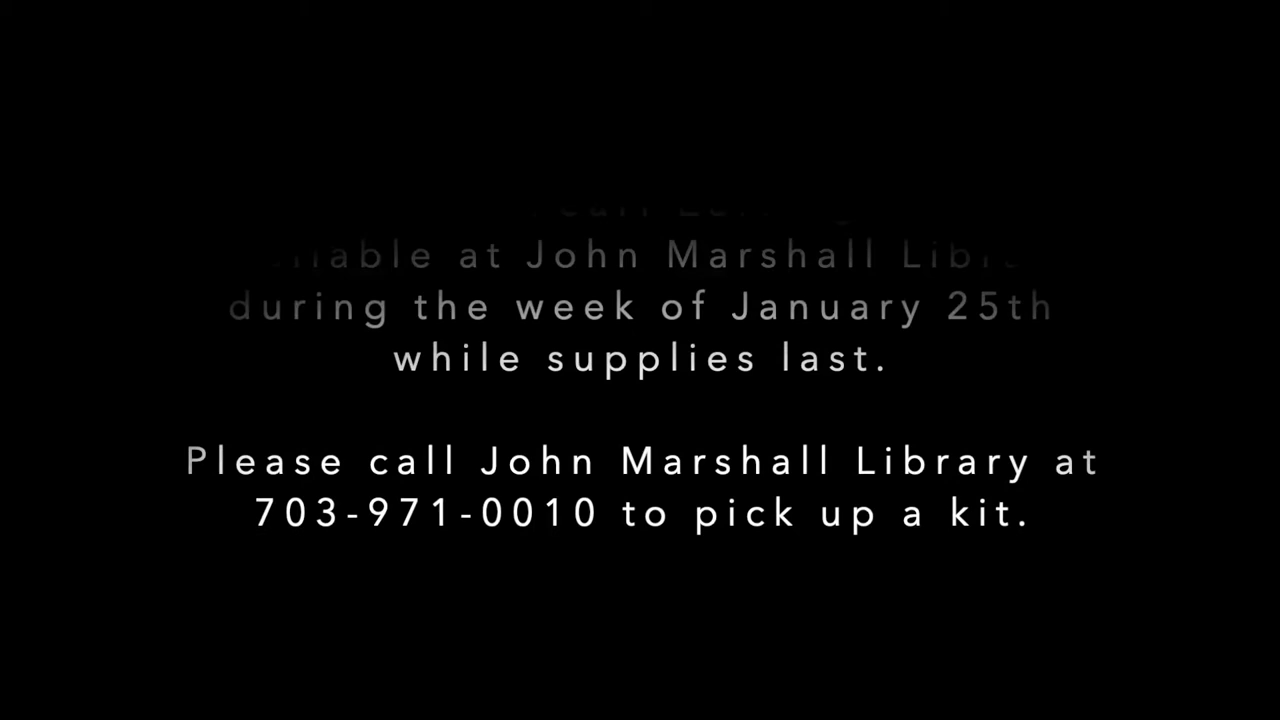 at John Marshall
during the week of January 25th
while supplies last.
Please call John Marshall Library at
703-971-0010 to pick up a kit.